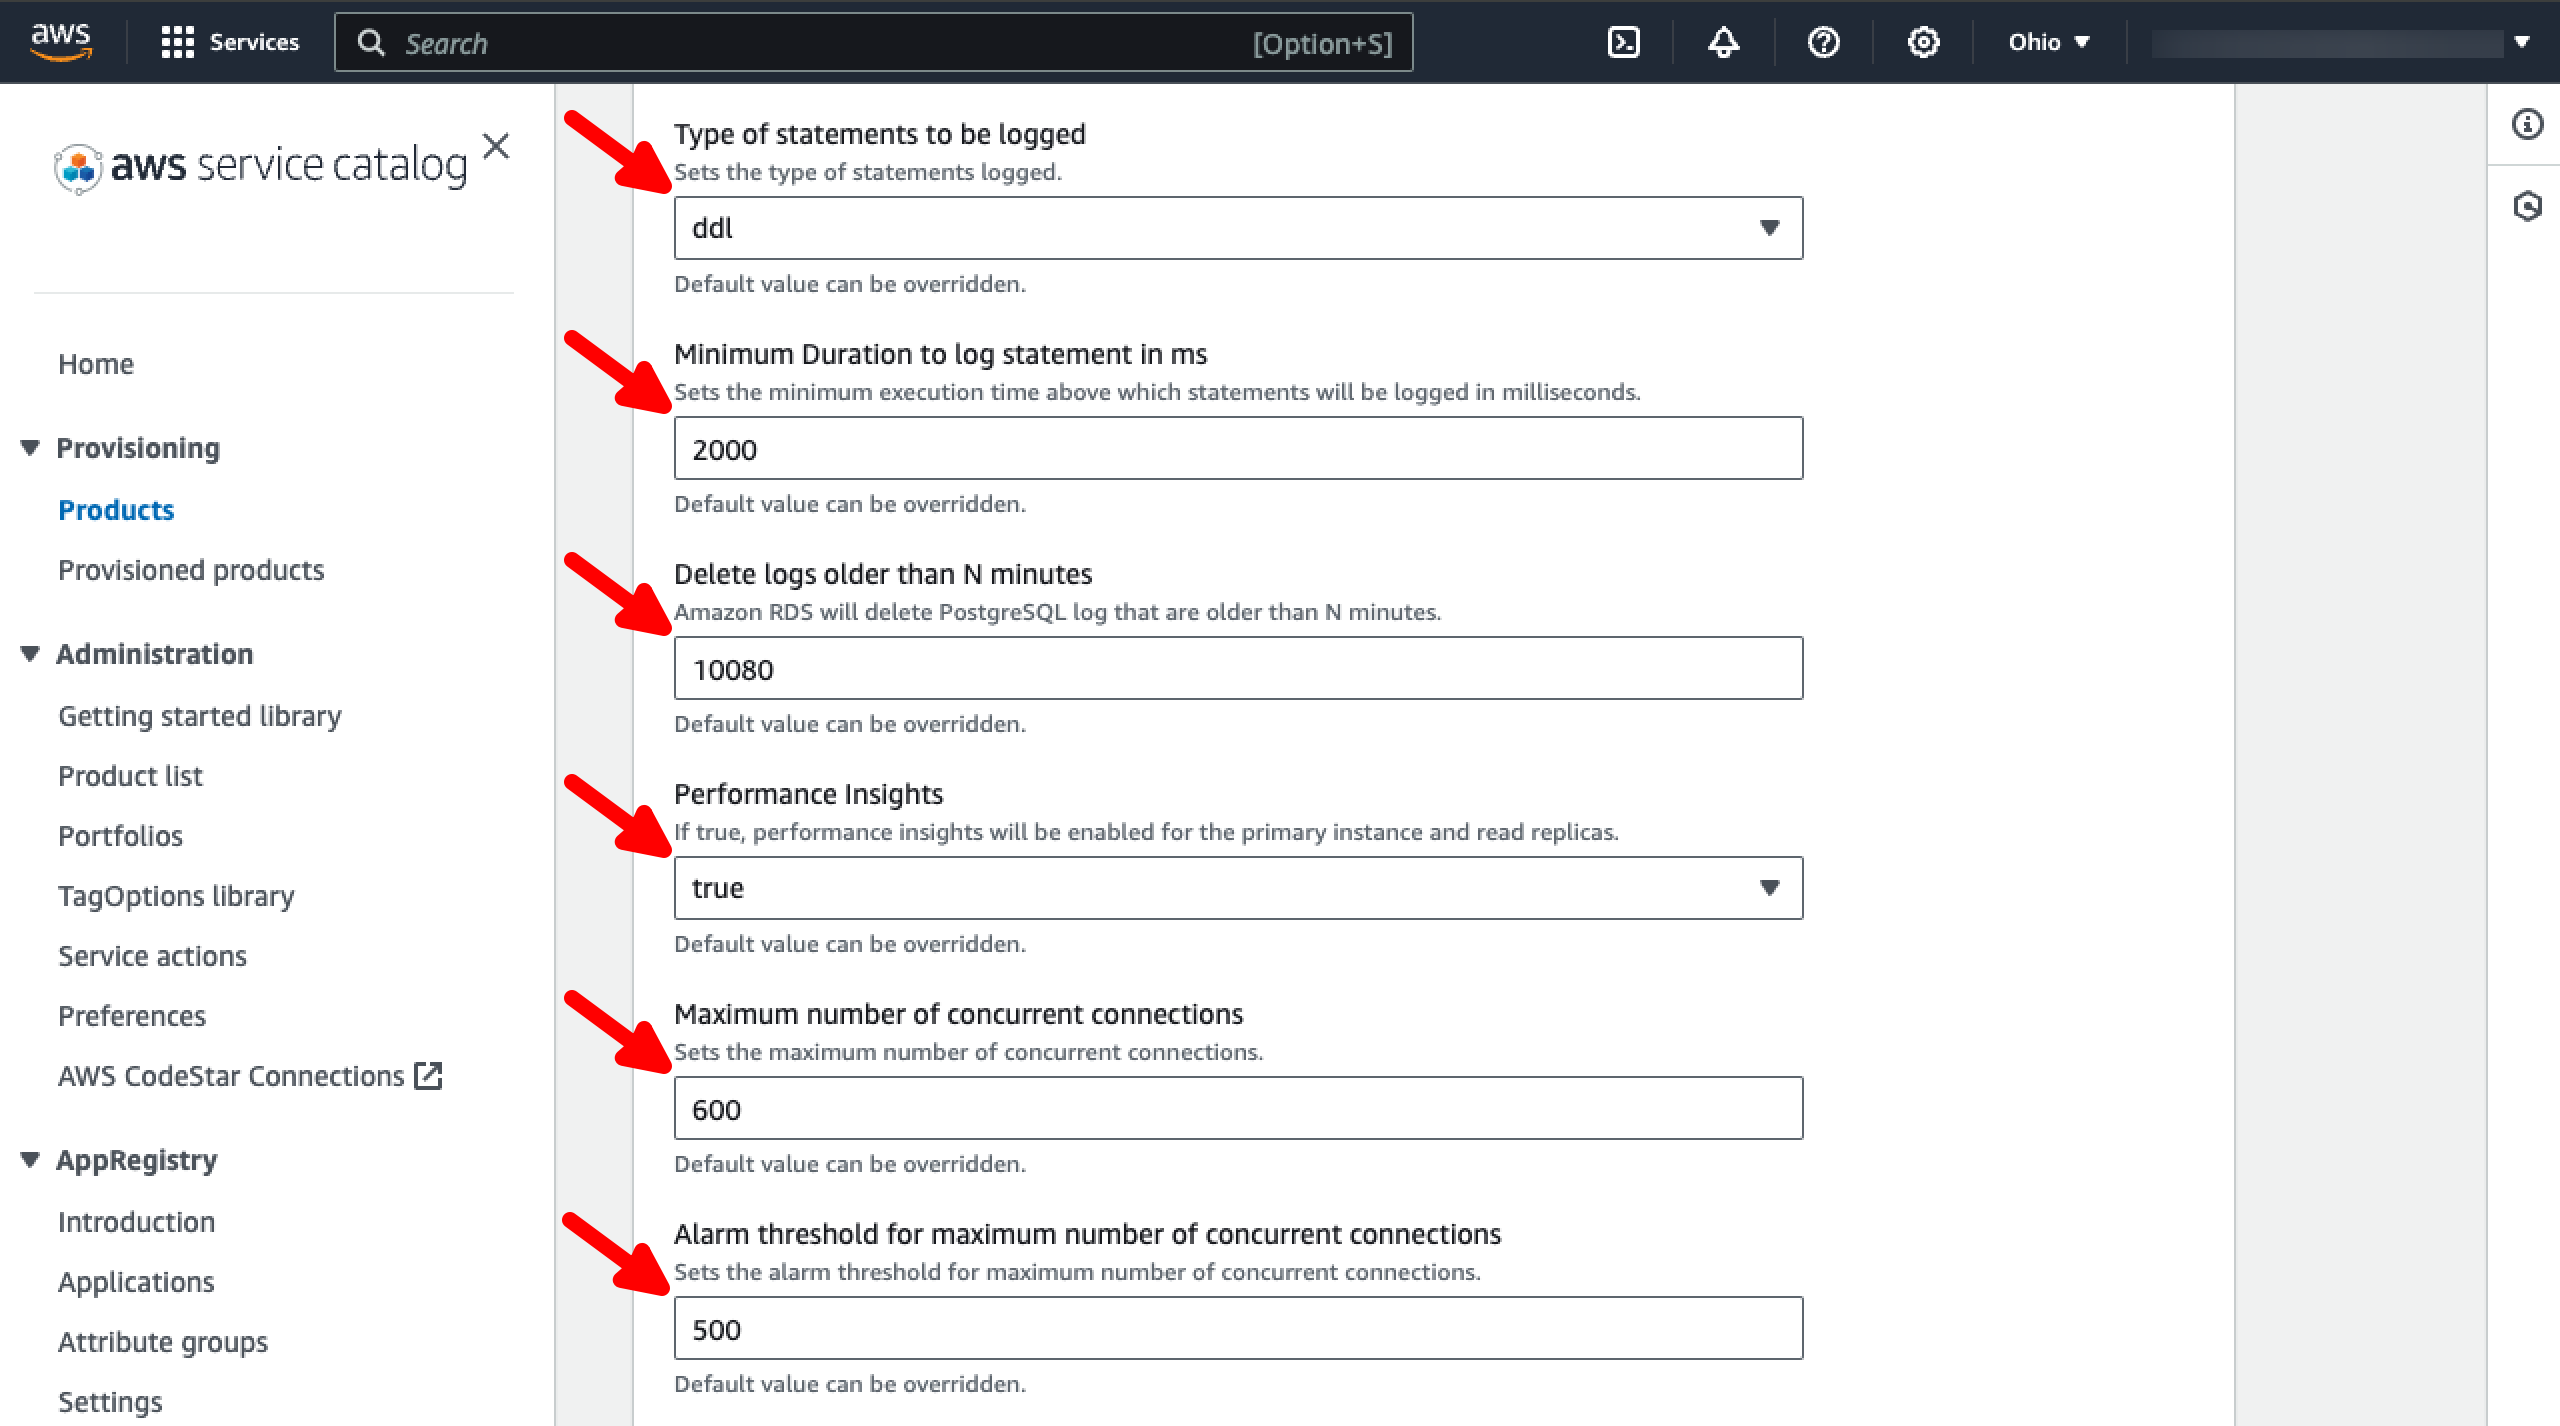 aws
Services
Search
[Option+S]
Ohio
aws service catalog
Home
Provisioning
Products
Provisioned products
Administration
Getting started library
Product list
Portfolios
TagOptions library
Service actions
Preferences
AWS CodeStar Connections
AppRegistry
Introduction
Applications
Attribute groups
Settings
Type of statements to be logged
Sets the type of statements logged.
ddl
Default value can be overridden.
Minimum Duration to log statement in ms
Sets the minimum execution time above which statements will be logged in milliseconds.
2000
Default value can be overridden.
Delete logs older than N minutes
Amazon RDS will delete PostgreSQL log that are older than N minutes.
10080
Default value can be overridden.
Performance Insights
If true, performance insights will be enabled for the primary instance and read replicas.
true
Default value can be overridden.
Maximum number of concurrent connections
Sets the maximum number of concurrent connections.
600
Default value can be overridden.
Alarm threshold for maximum number of concurrent connections
Sets the alarm threshold for maximum number of concurrent connections.
500
Default value can be overridden.